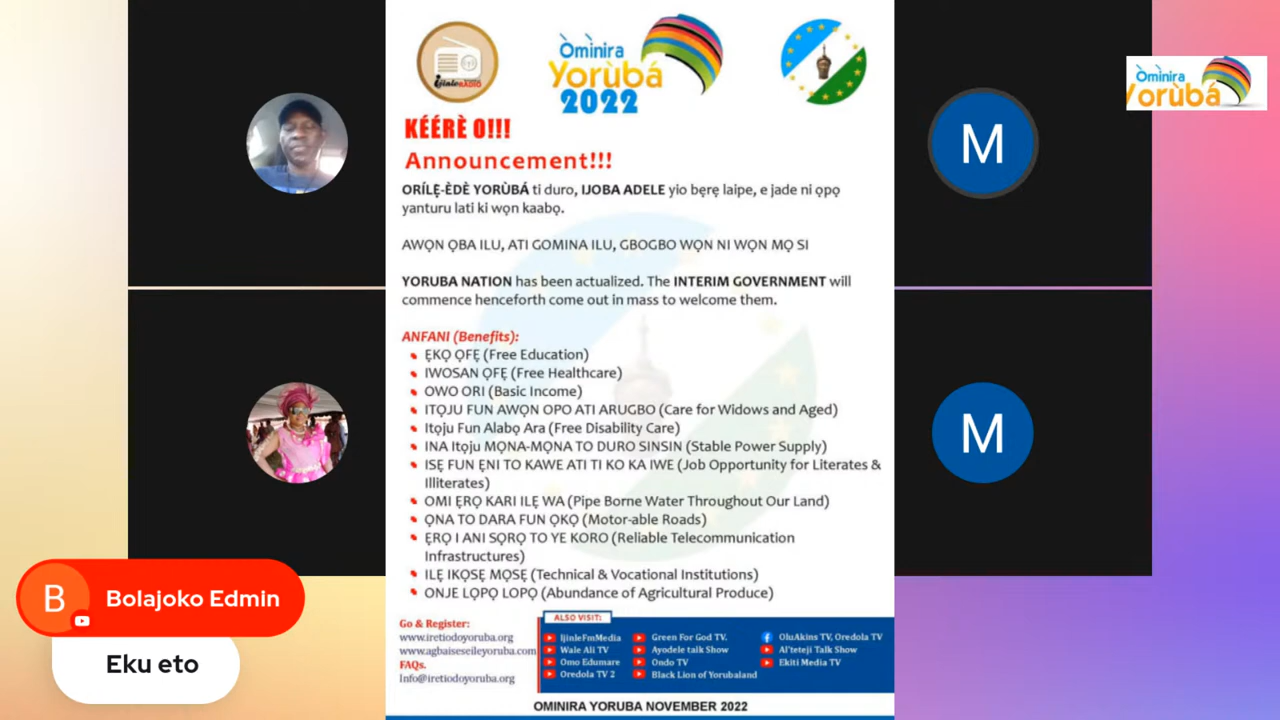 IjinleRADIO
Òmìnira
Yorùbá
2022
KÉÉRÈ O!!!
Announcement!!!
ORÍLẸ̀-ÈDÈ YORÙBÁ ti duro, IJOBA ADELE yio bẹrẹ laipe, e jade ni ọpọ
yanturu lati ki wọn kaabọ.
AWỌN ỌBA ILU, ATI GOMINA ILU, GBOGBO WỌN NI WỌN MỌ SI
YORUBA NATION has been actualized. The INTERIM GOVERNMENT will
commence henceforth come out in mass to welcome them.
ANFANI (Benefits):
ẸKỌ ỌFẸ (Free Education)
IWOSAN ỌFẸ (Free Healthcare)
OWO ORI (Basic Income)
ITỌJU FUN AWỌN OPO ATI ARUGBO (Care for Widows and Aged)
Itọju Fun Alabọ Ara (Free Disability Care)
INA Itọju MỌNA-MỌNA TO DURO SINSIN (Stable Power Supply)
ISẸ FUN ẸNI TO KAWE ATI TI KO KA IWE (Job Opportunity for Literates &
Illiterates)
OMI ẸRỌ KARI ILẸ WA (Pipe Borne Water Throughout Our Land)
ỌNA TO DARA FUN ỌKỌ (Motor-able Roads)
ẸRỌ I ANI SỌRỌ TO YE KORO (Reliable Telecommunication
Infrastructures)
ILẸ IKỌSẸ MỌSẸ (Technical & Vocational Institutions)
ONJE LỌPỌ LOPỌ (Abundance of Agricultural Produce)
Go & Register:
www.iretiodoyoruba.org
www.agbaiseseileyoruba.com
FAQs.
Info@iretiodoyoruba.org
ALSO VISIT:
IjinleFmMedia
Wale Ali TV
Omo Edumare
Oredola TV 2
Green For God TV.
Ayodele talk Show
Ondo TV
Black Lion of Yorubaland
OluAkins TV, Oredola TV
Al'teteji Talk Show
Ekiti Media TV
OMINIRA YORUBA NOVEMBER 2022
M
M
Òmìnira
Yorùbá
B
Bolajoko Edmin
Eku eto